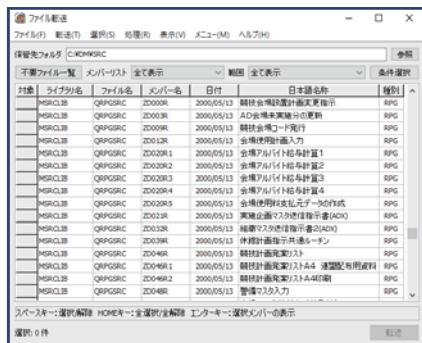 ファイル転送
ファイル(F) 転送(T) 選択(S) 処理(R) 表示(V) メニュー(M) ヘルプ(H)
保管先フォルダ C:¥DMI¥SRC 参照
不要ファイル一覧 メンバーリスト 全て表示 範囲 全て表示 条件選択
対象 ライブラリ名 ファイル名 メンバー名 日付 日本語名称 種別
MSRCLIB QRPGSRC ZD000R 2000/05/13 競技会場設置計画変更指示 RPG
MSRCLIB QRPGSRC ZD003R 2000/05/13 AD会場未実施分の更新 RPG
MSRCLIB QRPGSRC ZD009R 2000/05/13 競技会場コード発行 RPG
MSRCLIB QRPGSRC ZD012R 2000/05/13 会場使用計画入力 RPG
MSRCLIB QRPGSRC ZD020R1 2000/05/13 会場アルバイト給与計算1 RPG
MSRCLIB QRPGSRC ZD020R2 2000/05/13 会場アルバイト給与計算2 RPG
MSRCLIB QRPGSRC ZD020R3 2000/05/13 会場アルバイト給与計算3 RPG
MSRCLIB QRPGSRC ZD020R4 2000/05/13 会場アルバイト給与計算4 RPG
MSRCLIB QRPGSRC ZD020R5 2000/05/13 会場使用料支払元データの作成 RPG
MSRCLIB QRPGSRC ZD021R 2000/05/13 実施企画マスタ送信指示書(ADX) RPG
MSRCLIB QRPGSRC ZD032R 2000/05/13 マスタ送信指示書2(ADX) RPG
MSRCLIB QRPGSRC ZD039R 2000/05/13 休館計画指示共通ルーチン RPG
MSRCLIB QRPGSRC ZD046R 2000/05/13 競技計画発案リスト RPG
MSRCLIB QRPGSRC ZD046R1 2000/05/13 競技計画発案リストA4 連盟配布用資料 RPG
MSRCLIB QRPGSRC ZD046R2 2000/05/13 競技計画発案リストA4印刷 RPG
MSRCLIB QRPGSRC ZD048R 2000/05/13 警備マスタ入力 RPG
スペースキー:選択/解除 HOMEキー:全選択/全解除 エンターキー:選択メンバーの表示
選択:0 件 転送